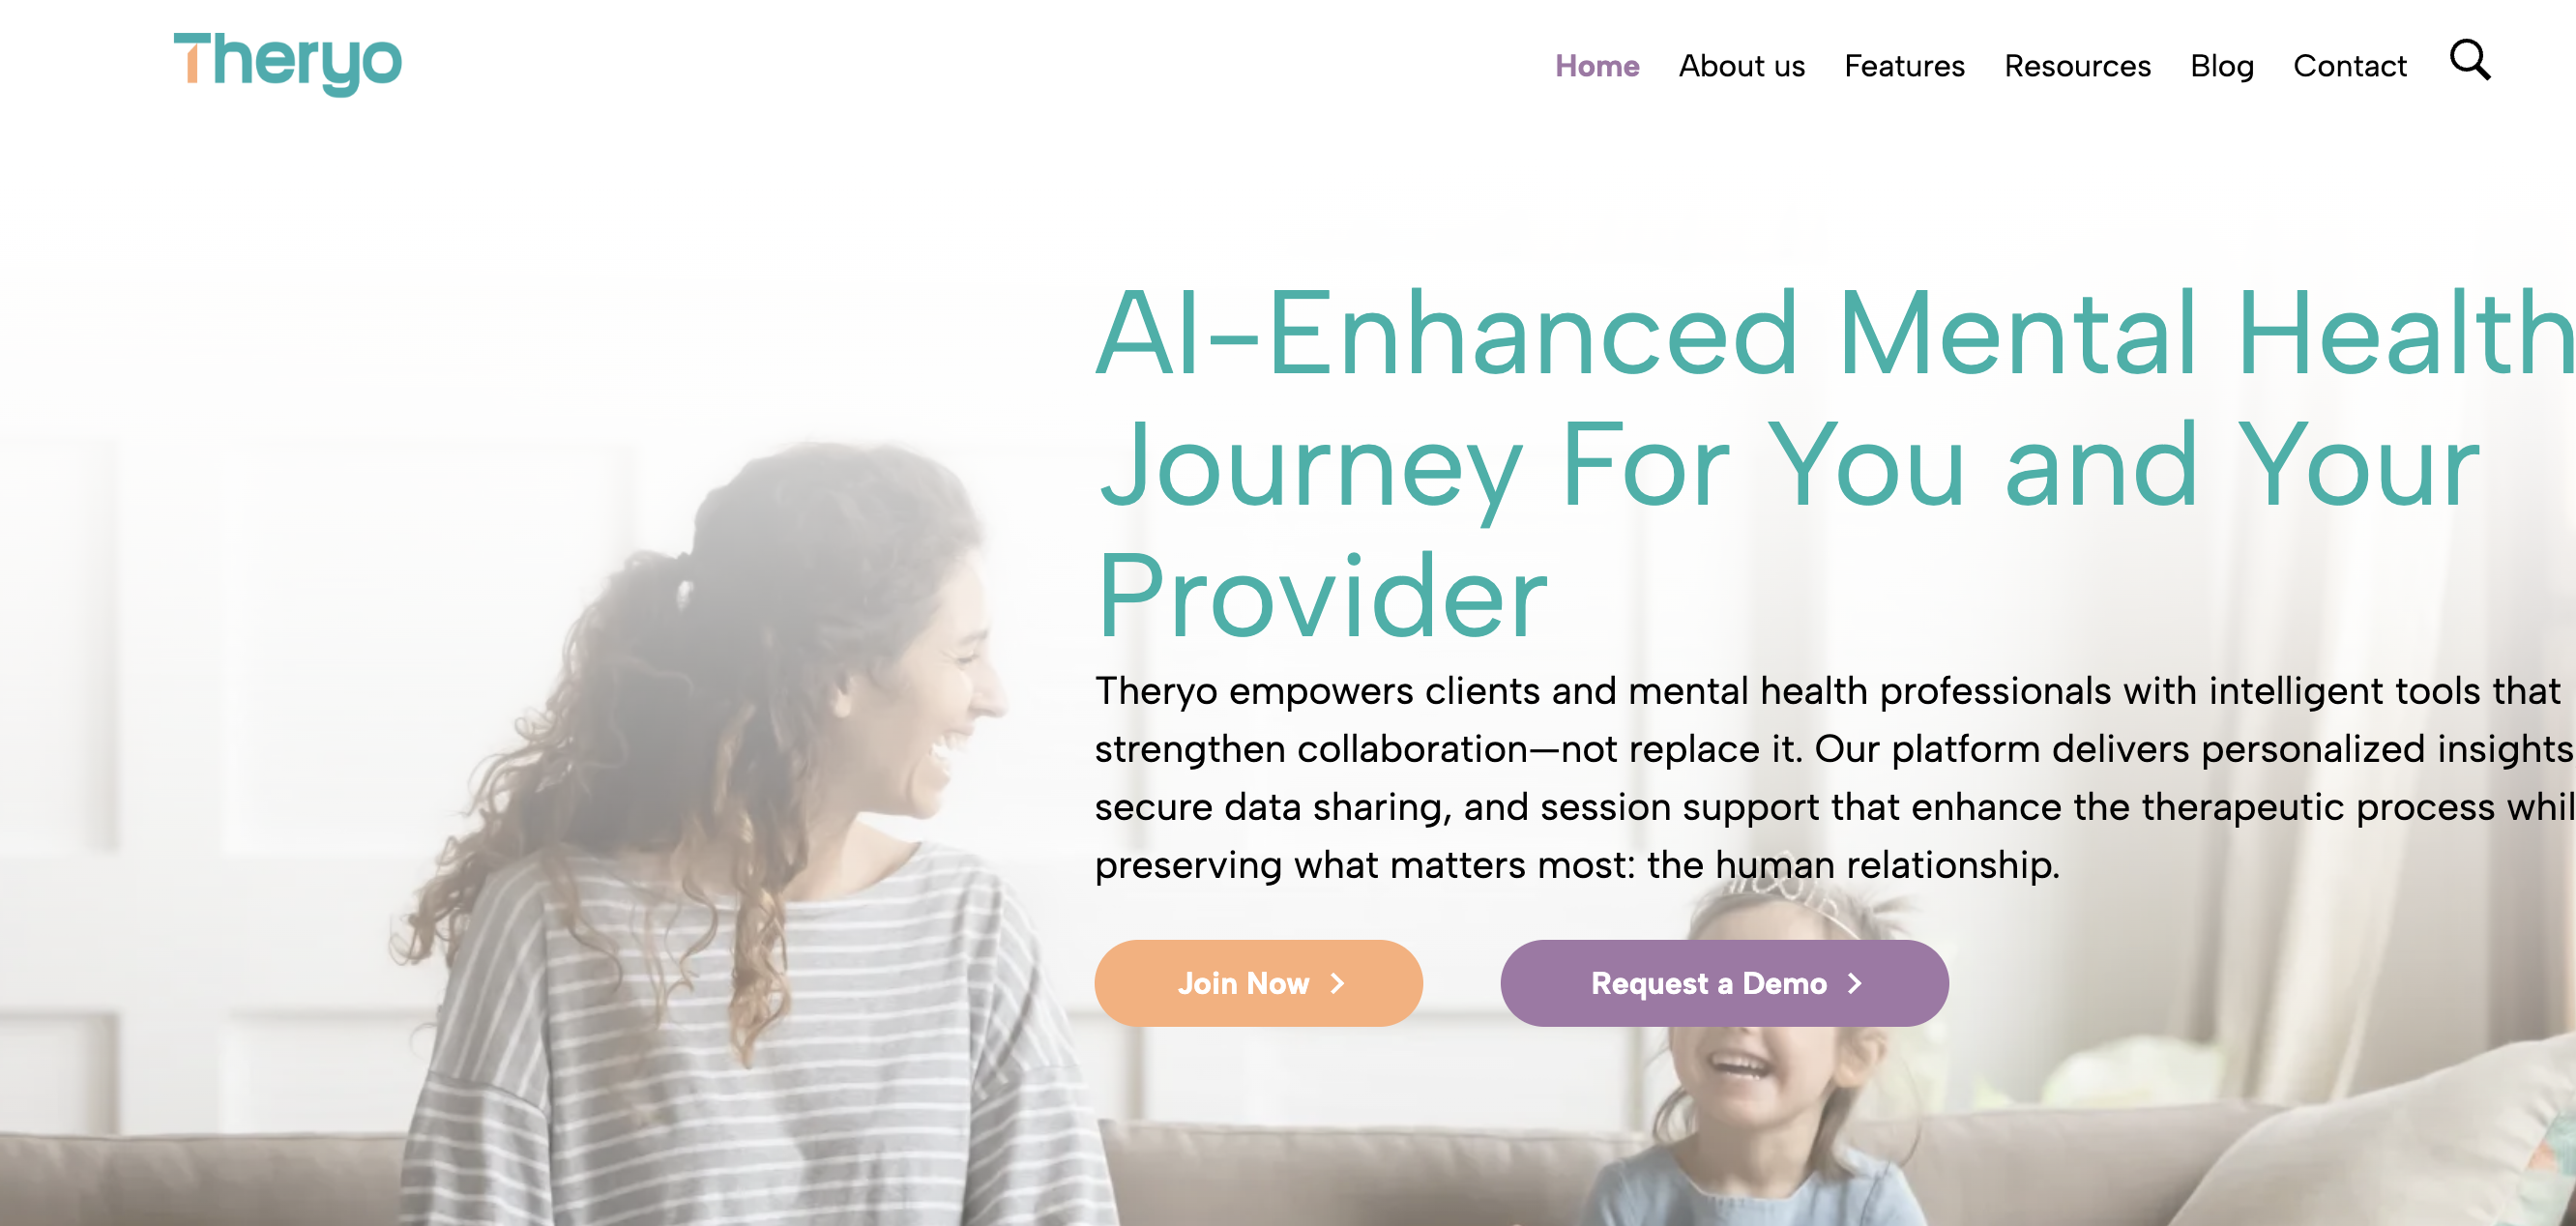 Theryo
Home About us Features Resources Blog Contact
AI-Enhanced Mental Health
Journey For You and Your
Provider
Theryo empowers clients and mental health professionals with intelligent tools that
strengthen collaboration—not replace it. Our platform delivers personalized insights
secure data sharing, and session support that enhance the therapeutic process whil
preserving what matters most: the human relationship.
Join Now
Request a Demo